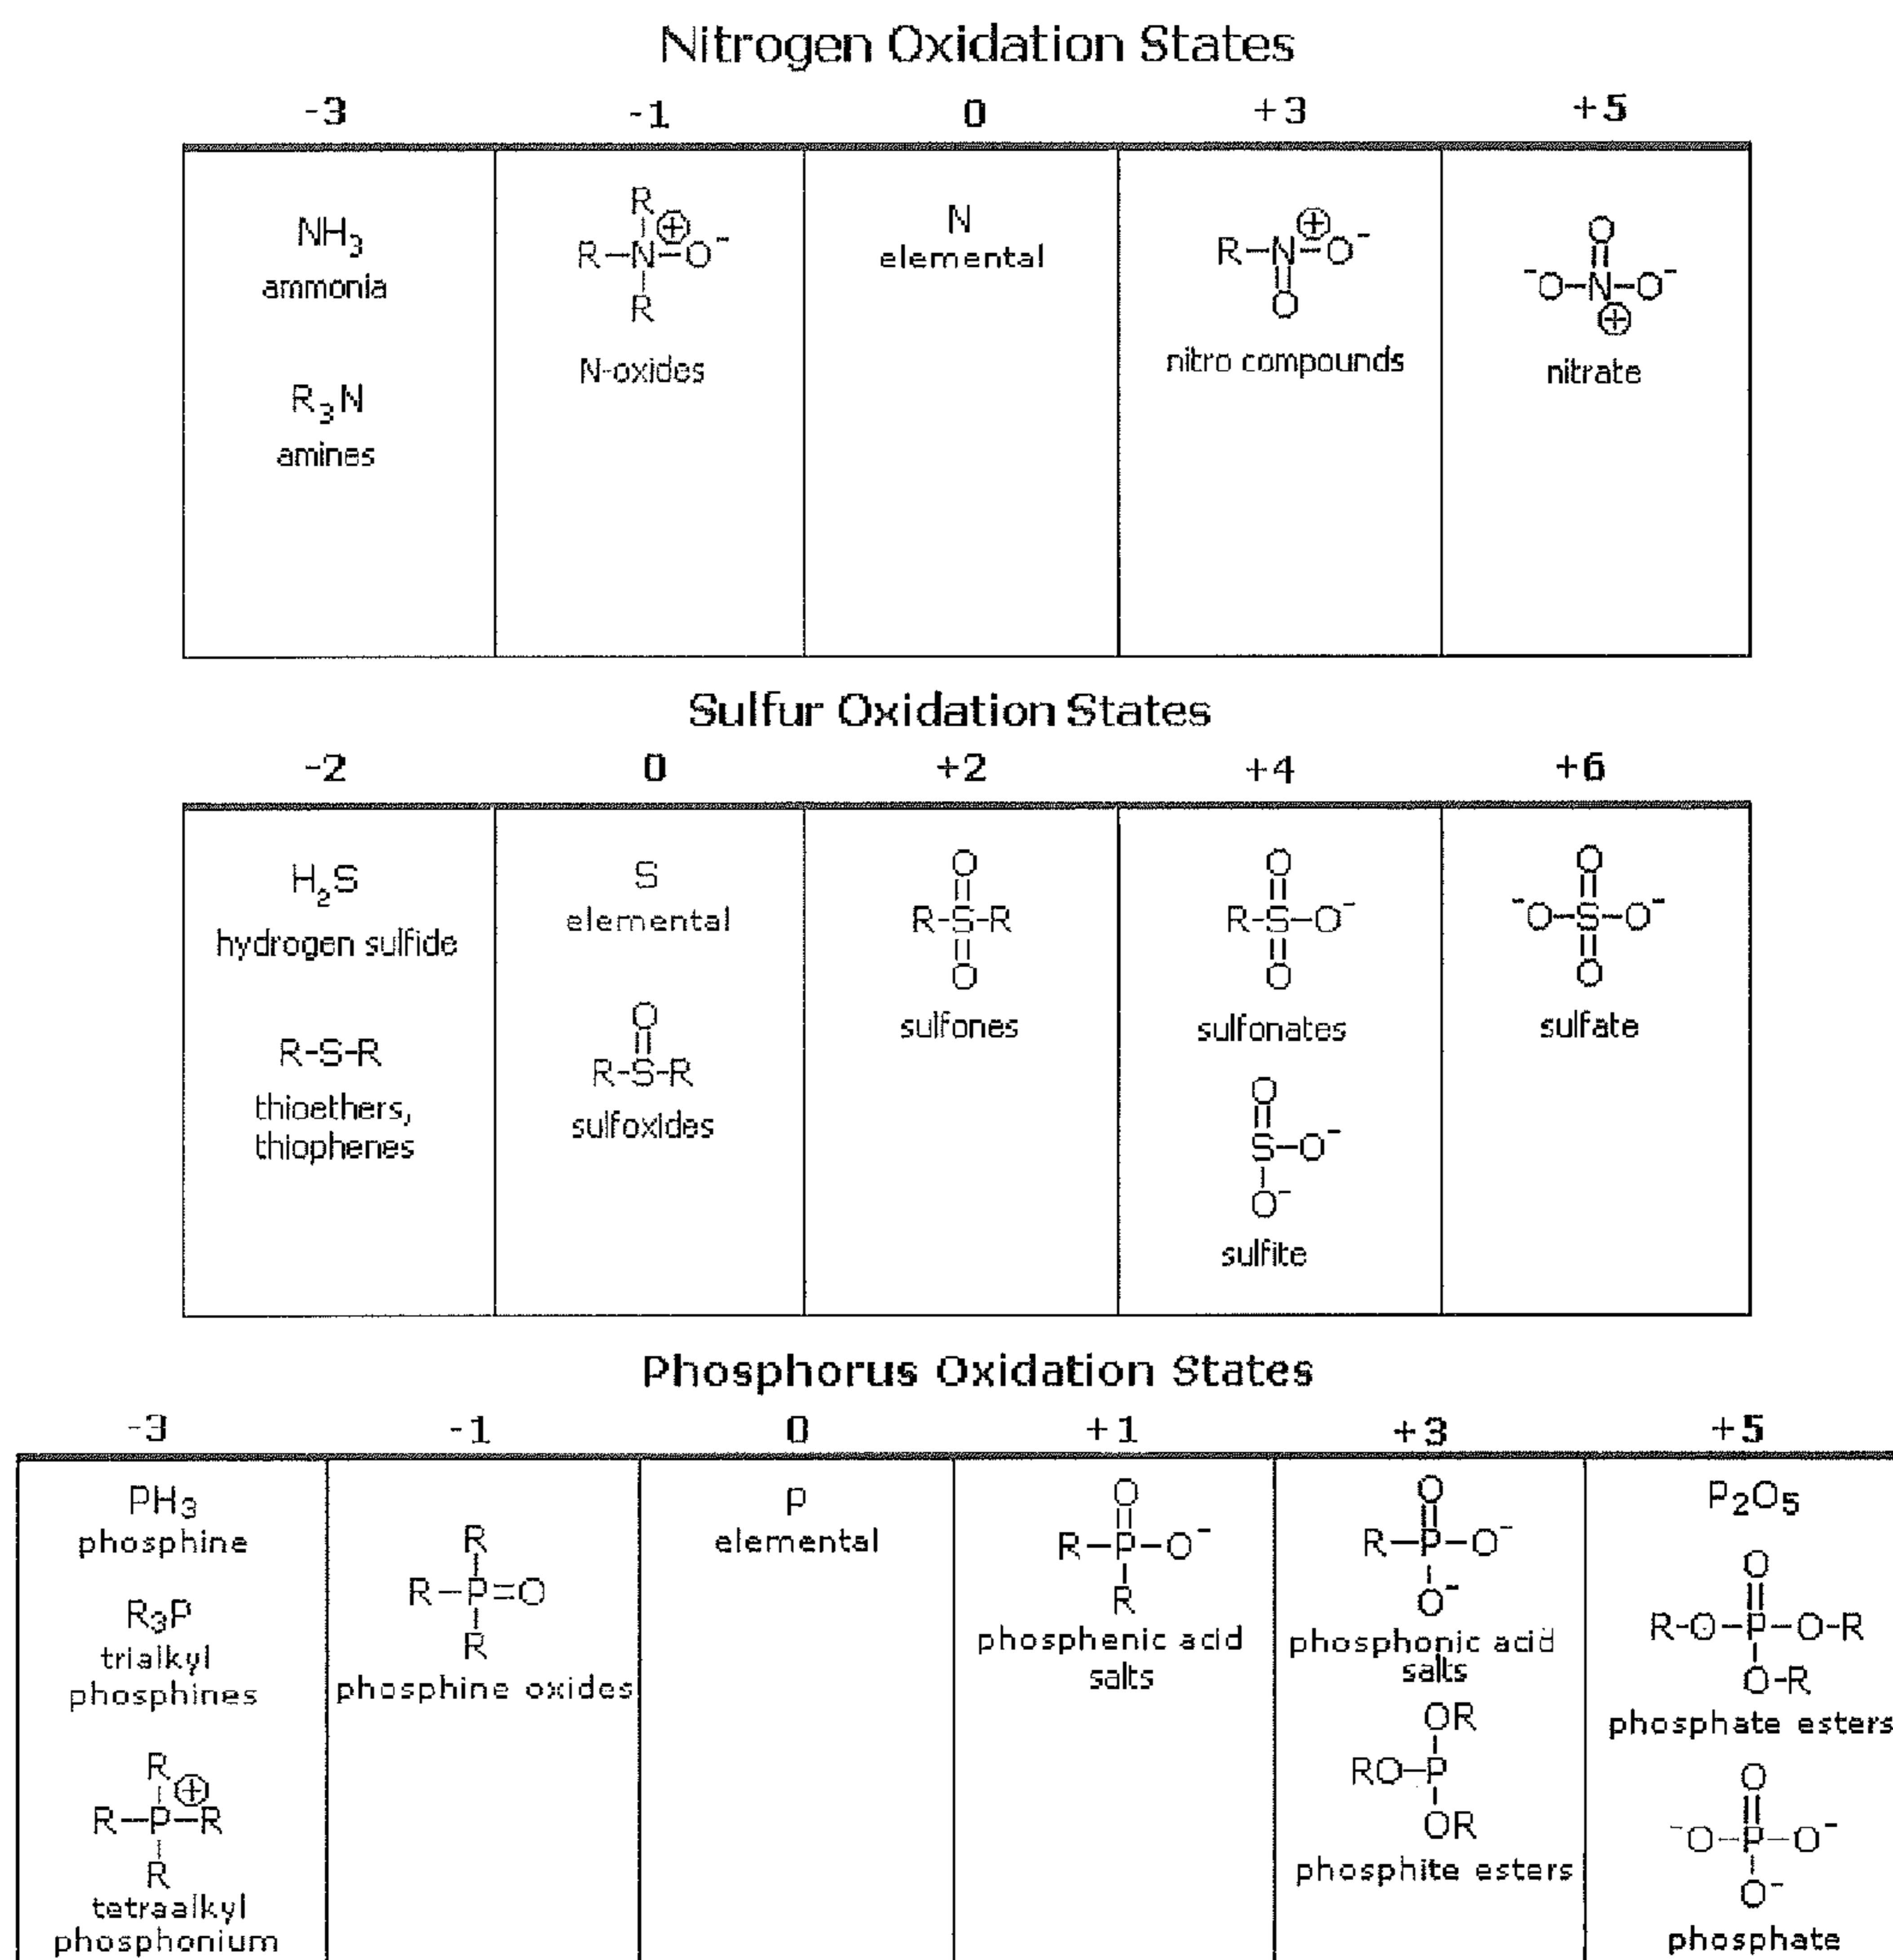 Nitrogen Oxidation States
-3 -1 0 +3 +5
NH3
ammonia
R3N
amines
R
R-N⊕-O-
R
N-oxides
N
elemental
R-N⊕-O-
O
nitro compounds
O
-O-N-O-
⊕
nitrate
Sulfur Oxidation States
-2 0 +2 +4 +6
H2S
hydrogen sulfide
R-S-R
thioethers,
thiophenes
S
elemental
O
R-S-R
sulfoxides
O
R-S-R
O
sulfones
O
R-S-O-
O
sulfonates
O
S-O-
O-
sulfite
O
-O-S-O-
O
sulfate
Phosphorus Oxidation States
-3 -1 0 +1 +3 +5
PH3
phosphine
R3P
trialkyl
phosphines
R⊕
R-P-R
R
tetraalkyl
phosphonium
R
R-P=O
R
phosphine oxides
P
elemental
O
R-P-O-
R
phosphenic acid
salts
O
R-P-O-
O-
phosphonic acid
salts
OR
RO-P
OR
phosphite esters
P2O5
O
R-O-P-O-R
O-R
phosphate esters
O
-O-P-O-
O-
phosphate